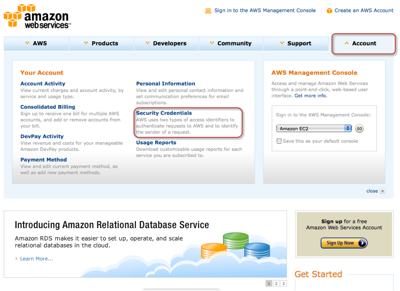 amazon
web services™
Sign in to the AWS Management Console
Create an AWS Account
AWS
Products
Developers
Community
Support
Account
Your Account
Account Activity
View current charges and account activity, by
service and usage type.
Consolidated Billing
Sign up to receive one bill for multiple AWS
accounts, and add or remove accounts from
your bill.
DevPay Activity
View revenue and costs for your manageable
Amazon DevPay products.
Payment Method
View and edit current payment method, as
well as add new payment methods.
Personal Information
View and edit personal contact information and
set communication preferences for email
subscriptions.
Security Credentials
AWS uses two types of access identifiers to
authenticate requests to AWS and to identify
the sender of a request.
Usage Reports
Download customizable usage reports for each
service you are subscribed to.
AWS Management Console
Access and manage Amazon Web Services
through a point-click, web-based user
interface. Get more info.
Sign in to the AWS Management Console:
Amazon EC2
GO
Save this as your default console
close
Introducing Amazon Relational Database Service
Amazon RDS makes it easier to set up, operate, and scale
relational databases in the cloud.
Learn More...
1 2 3
Sign up for a free
Amazon Web Services Account
Sign Up Now
Get Started